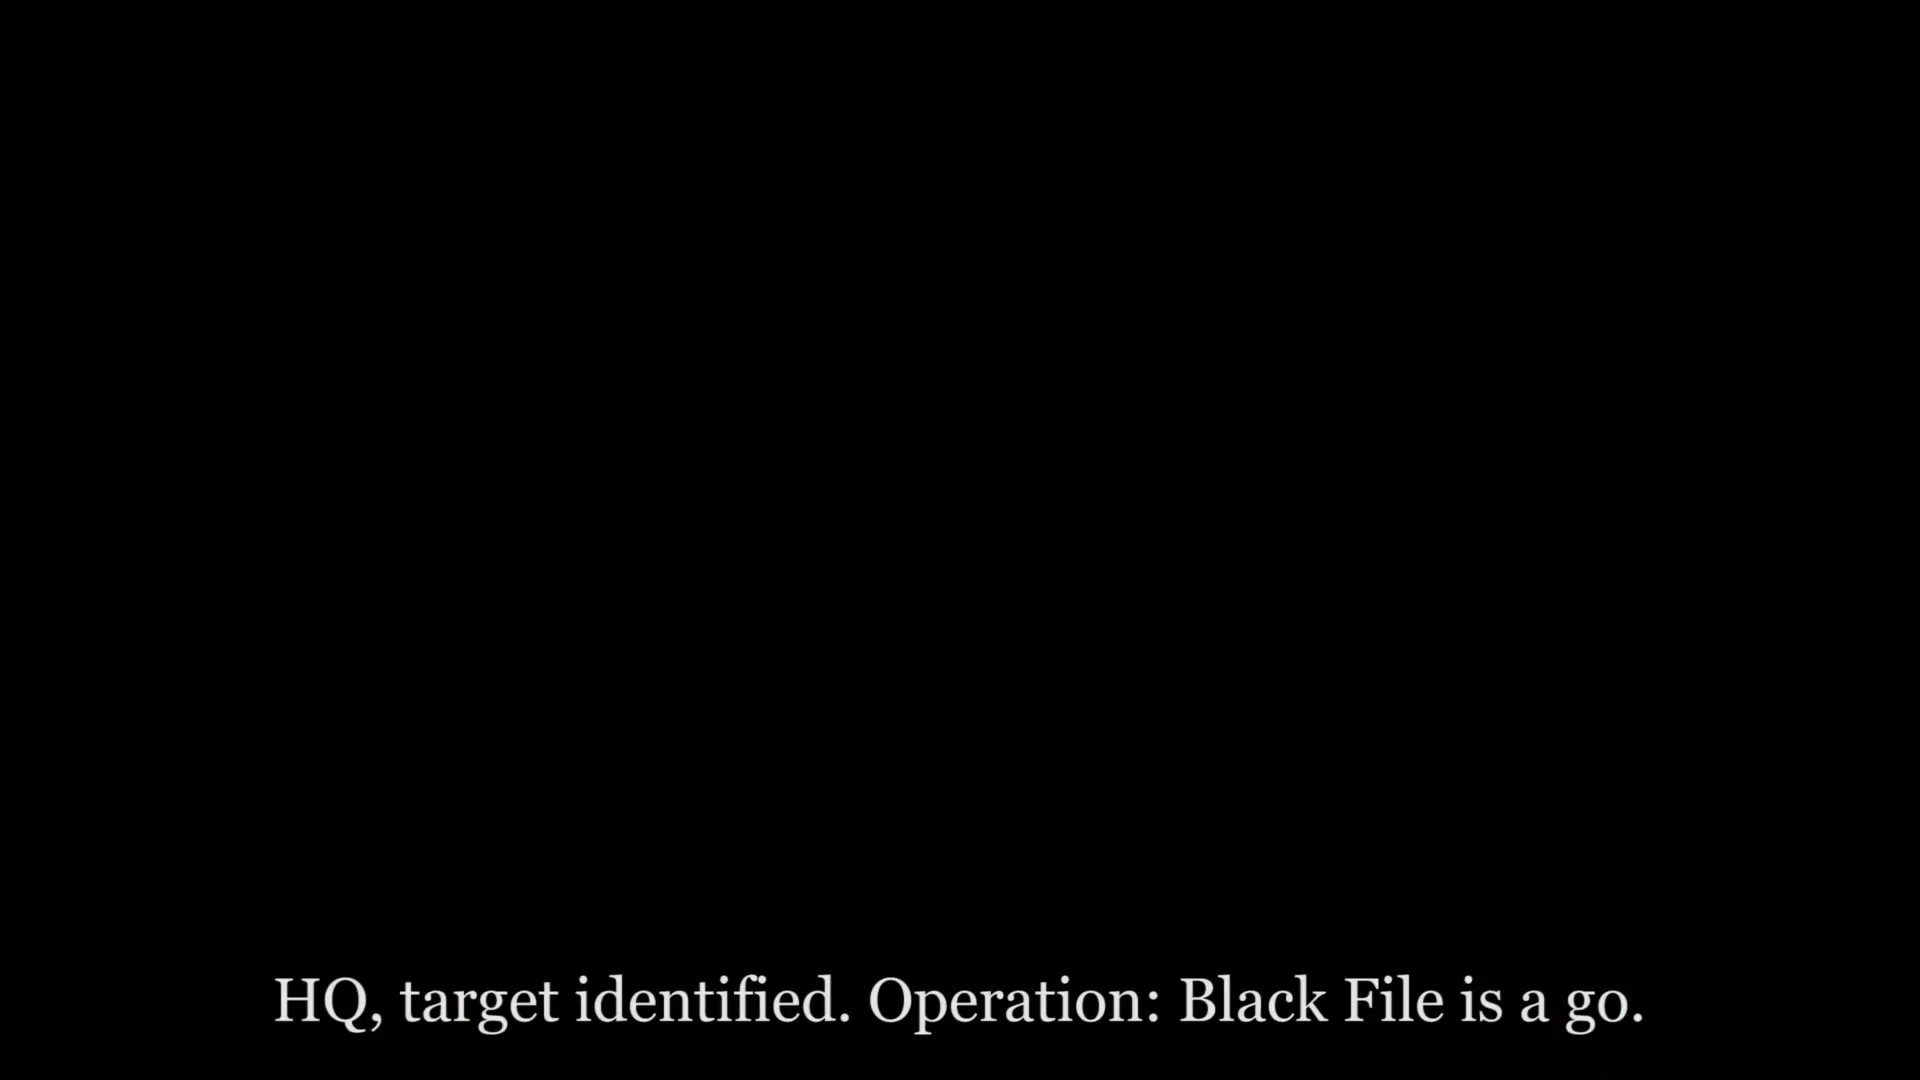 HQ, target identified. Operation: Black File is a go.